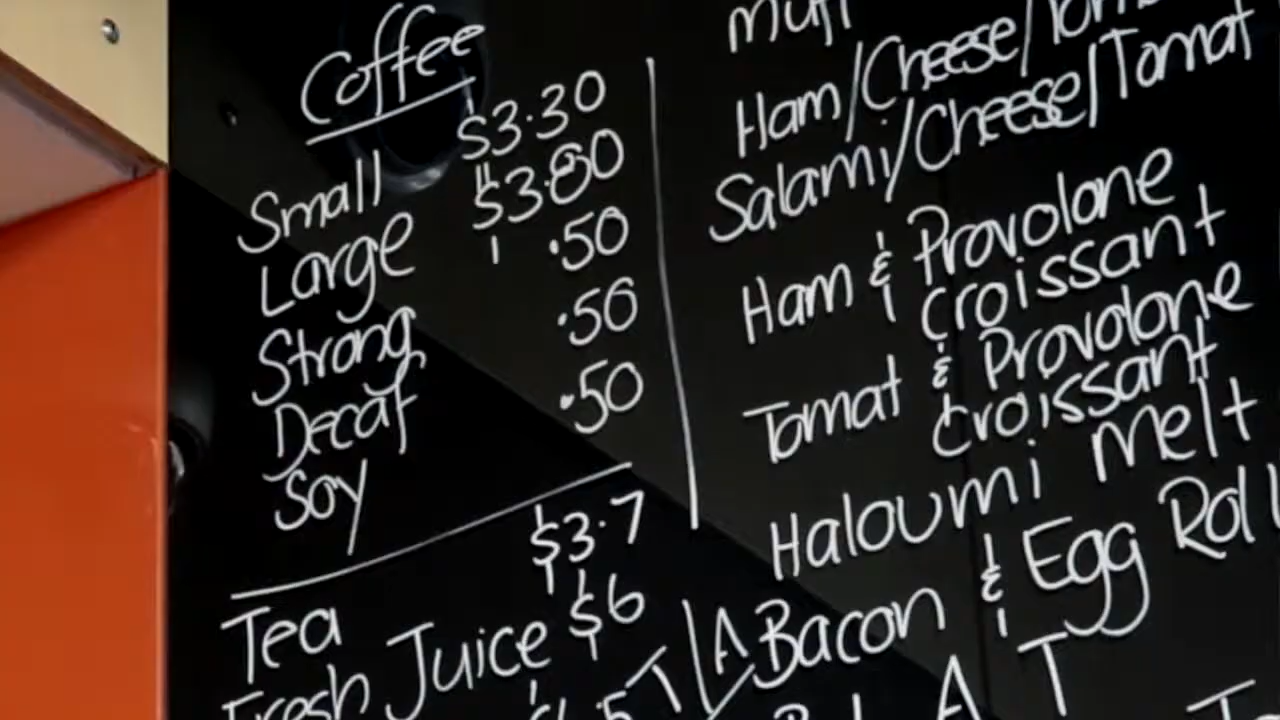 Coffee
Small $3.30
Large $3.80
Strong .50
Decaf .50
Soy .50
Tea $3.7
Fresh Juice $6
Ham/Cheese/
Salami/Cheese/Tomat
Ham & Provolone
croissant
Tomat & Provolone
croissant
Haloumi Melt
Bacon & Egg Roll